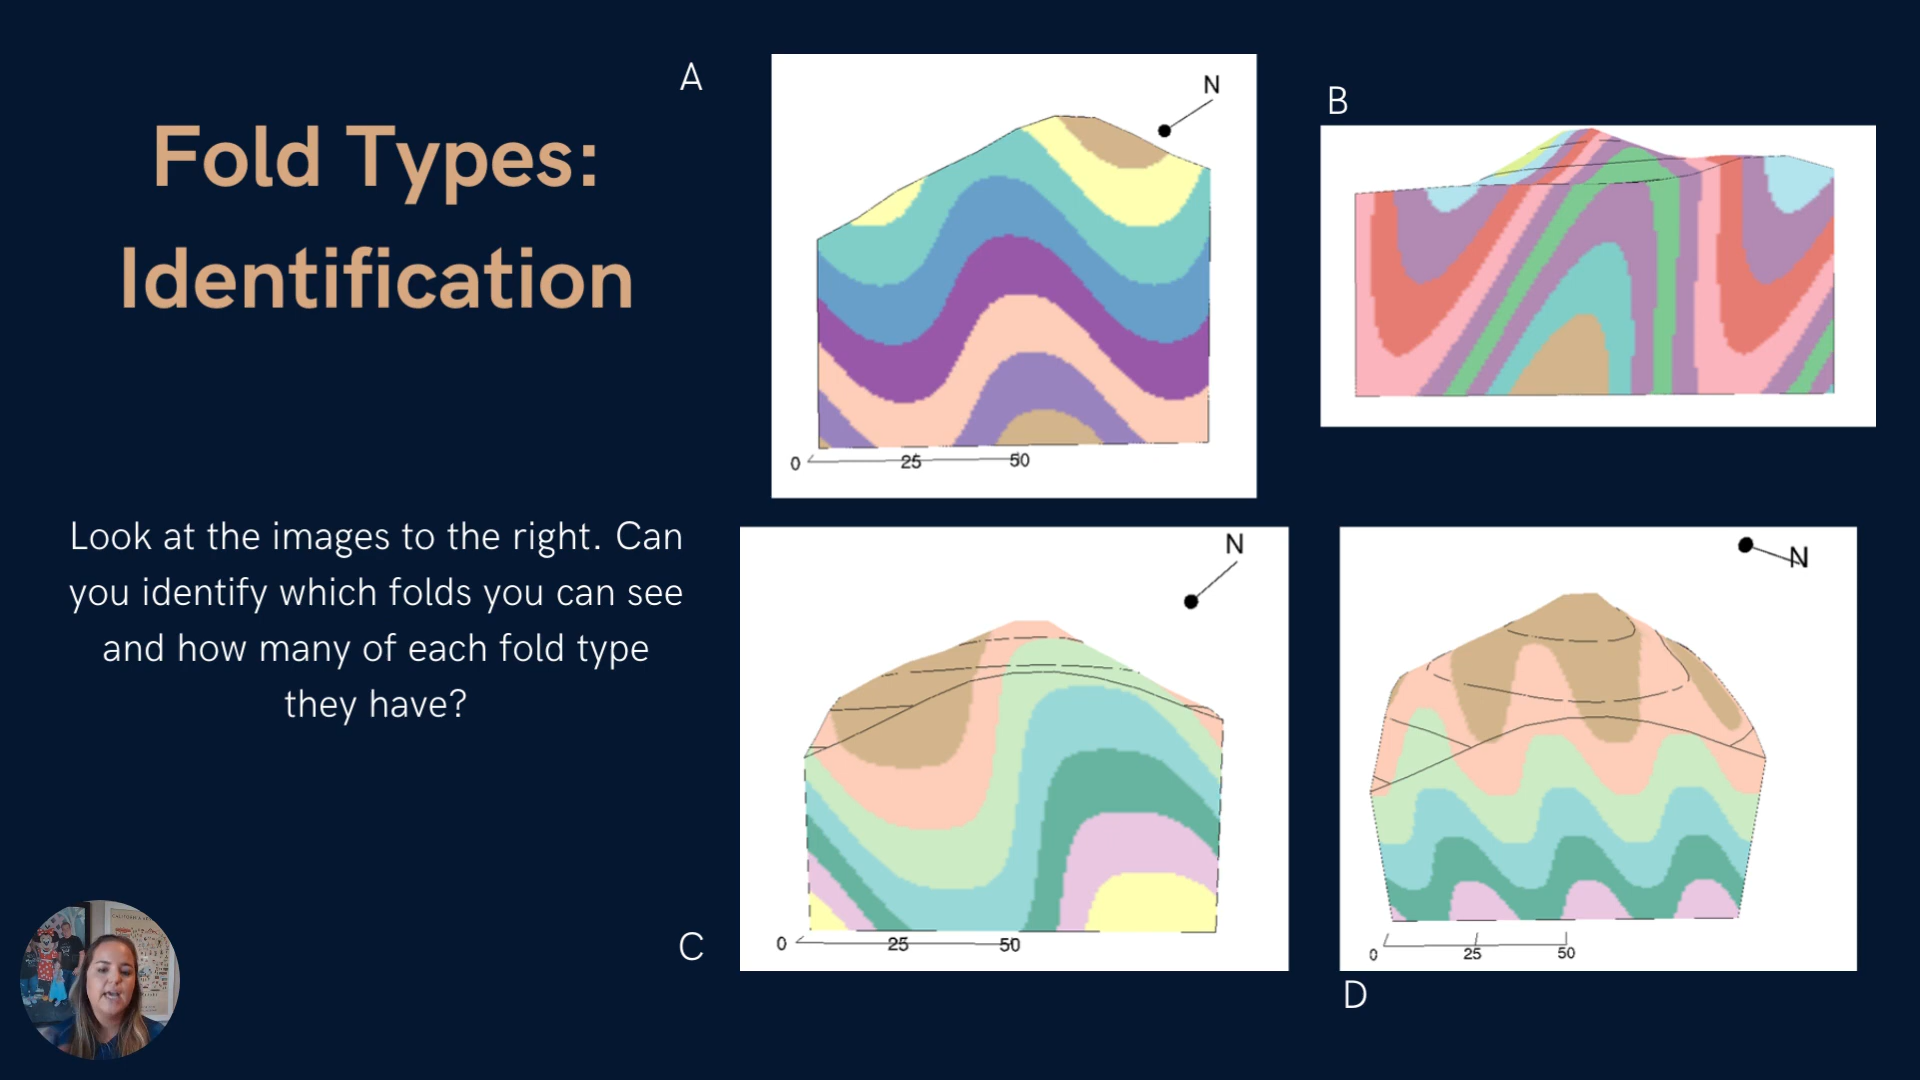 Fold Types:
Identification
Look at the images to the right. Can
you identify which folds you can see
and how many of each fold type
they have?
A
N
0 25 50
B
C
N
0 25 50
N
0 25 50
D